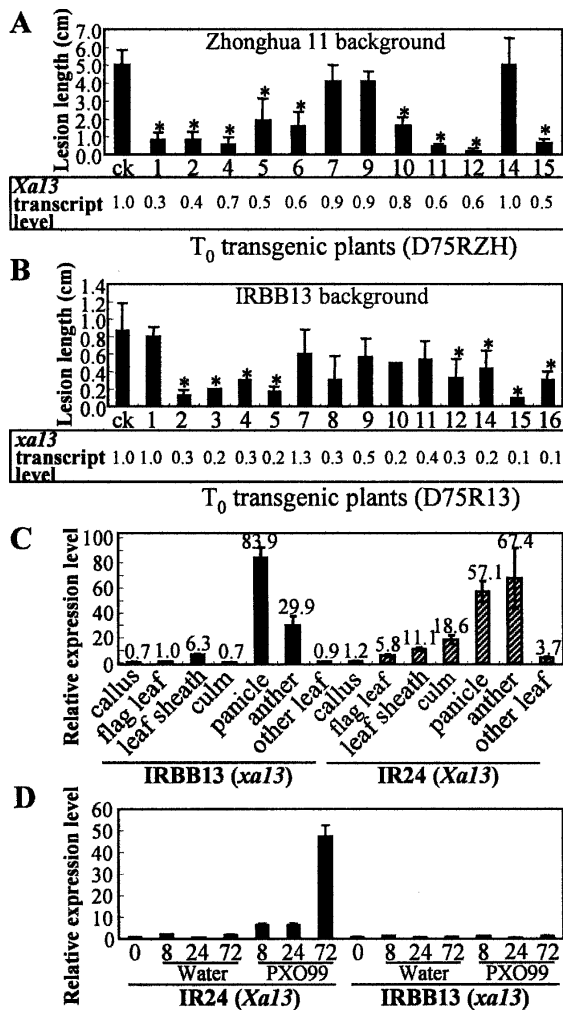 A
Zhonghua 11 background
Lesion length (cm)
7.0
6.0
5.0
4.0
3.0
2.0
1.0
0.0
* * * * * * * * *
ck 1 2 4 5 6 7 9 10 11 12 14 15
Xa13 transcript level
1.0 0.3 0.4 0.7 0.5 0.6 0.9 0.9 0.8 0.6 0.6 1.0 0.5
T0 transgenic plants (D75RZH)
B
IRBB13 background
Lesion length (cm)
1.4
1.2
1.0
0.8
0.6
0.4
0.2
0.0
* * * * * * * *
ck 1 2 3 4 5 7 8 9 10 11 12 14 15 16
xa13 transcript level
1.0 1.0 0.3 0.2 0.3 0.2 1.3 0.3 0.5 0.2 0.4 0.3 0.2 0.1 0.1
T0 transgenic plants (D75R13)
C
Relative expression level
100
80
60
40
20
0
0.7 1.0 6.3 0.7 83.9 29.9 0.9 1.2 5.8 11.1 18.6 57.1 67.4 3.7
callus flag leaf leaf sheath culm panicle anther other leaf callus flag leaf leaf sheath culm panicle anther other leaf
IRBB13 (xa13) IR24 (Xa13)
D
Relative expression level
60
50
40
30
20
10
0
0 8 24 72 8 24 72 0 8 24 72 8 24 72
Water PXO99 Water PXO99
IR24 (Xa13) IRBB13 (xa13)